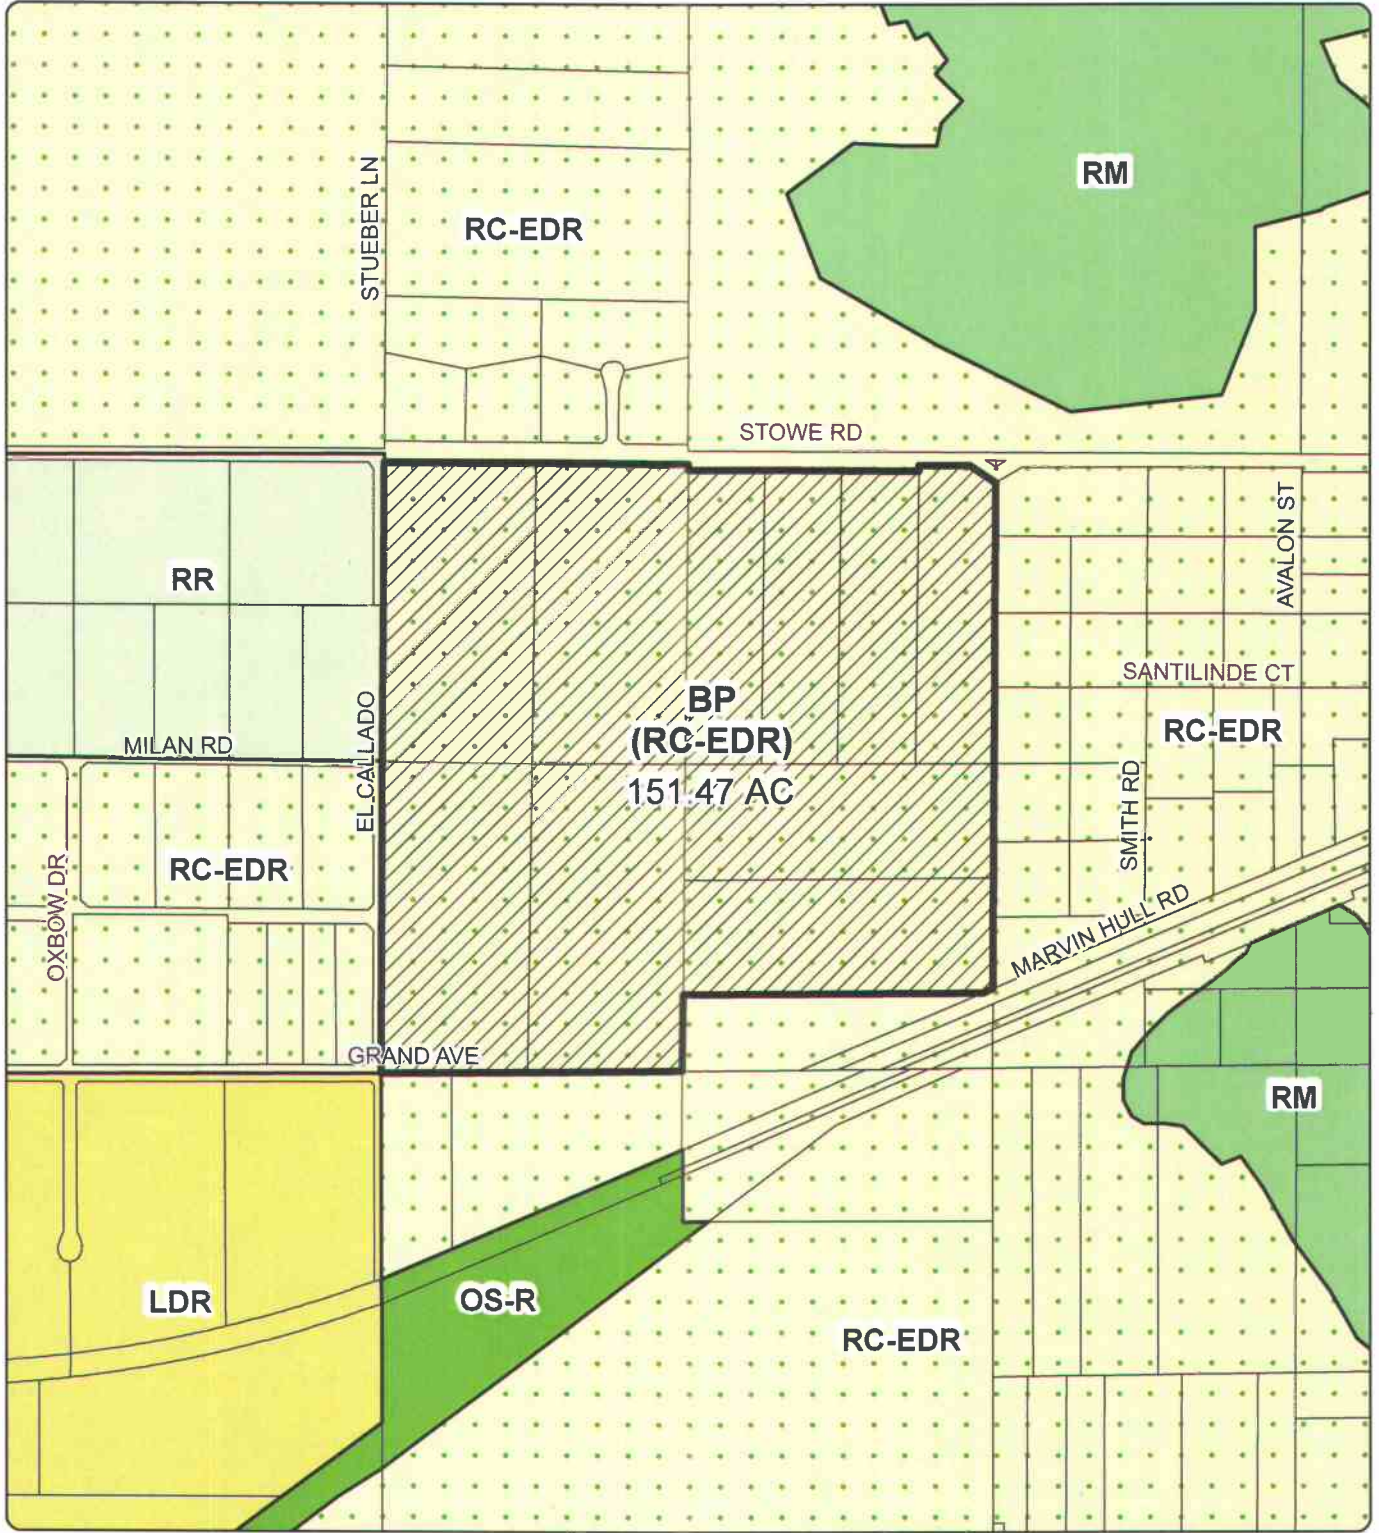 RM
STUEBER LN
RC-EDR
STOWE RD
AVALON ST
RR
SANTILINDE CT
BP
(RC-EDR)
151.47 AC
RC-EDR
MILAN RD
EL CALLADO
SMITH RD
RC-EDR
OXBOW DR
MARVIN HULL RD
GRAND AVE
RM
LDR
OS-R
RC-EDR